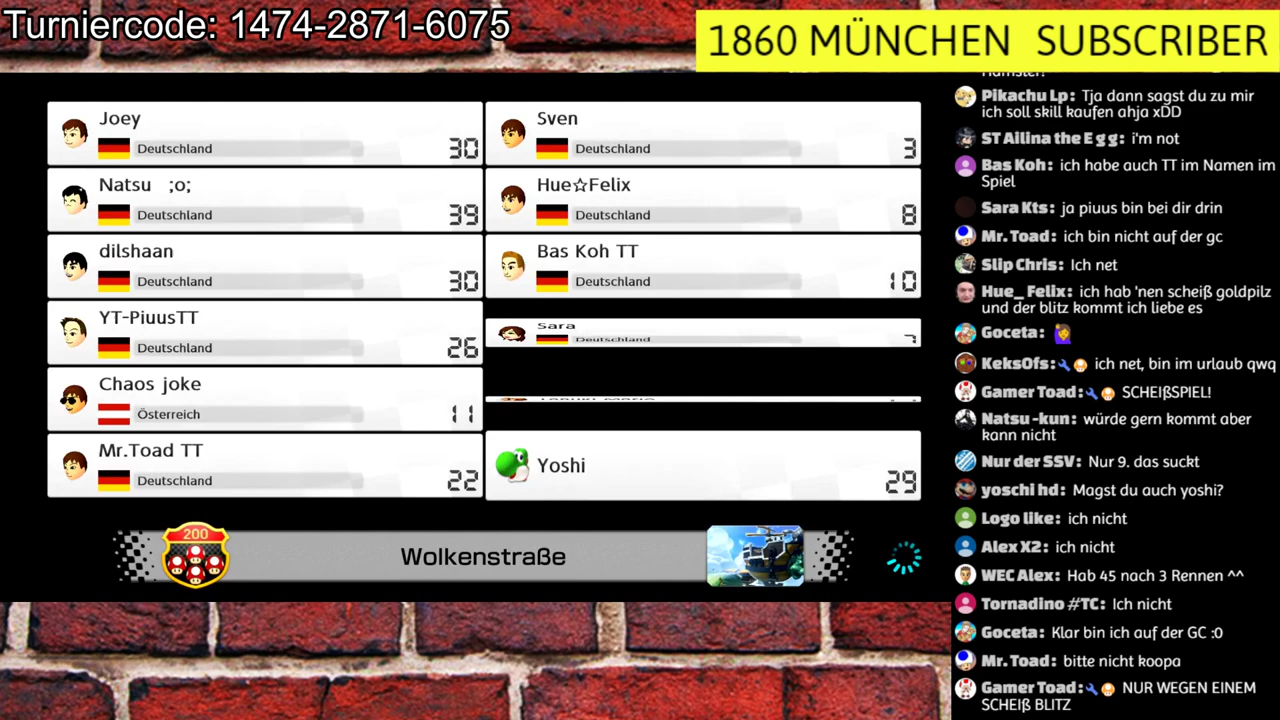 Turniercode: 1474-2871-6075
1860 MÜNCHEN SUBSCRIBER
Joey
Deutschland
30
Natsu ;o;
Deutschland
39
dilshaan
Deutschland
30
YT-PiuusTT
Deutschland
26
Chaos joke
Österreich
11
Mr.Toad TT
Deutschland
22
Sven
Deutschland
3
Hue☆Felix
Deutschland
8
Bas Koh TT
Deutschland
10
Sara
Deutschland
Yoshi
29
200
Wolkenstraße
Hamster!
Pikachu Lp: Tja dann sagst du zu mir
ich soll skill kaufen ahja xDD
ST Ailina the E g g: i'm not
Bas Koh: ich habe auch TT im Namen im
Spiel
Sara Kts: ja piuus bin bei dir drin
Mr. Toad: ich bin nicht auf der gc
Slip Chris: Ich net
Hue_Felix: ich hab 'nen scheiß goldpilz
und der blitz kommt ich liebe es
Goceta: 🙋‍♀️
KeksOfs: ich net, bin im urlaub qwq
Gamer Toad: SCHEIßSPIEL!
Natsu -kun: würde gern kommt aber
kann nicht
Nur der SSV: Nur 9. das suckt
yoschi hd: Magst du auch yoshi?
Logo like: ich nicht
Alex X2: ich nicht
WEC Alex: Hab 45 nach 3 Rennen ^^
Tornadino #TC: Ich nicht
Goceta: Klar bin ich auf der GC :0
Mr. Toad: bitte nicht koopa
Gamer Toad: NUR WEGEN EINEM
SCHEIß BLITZ